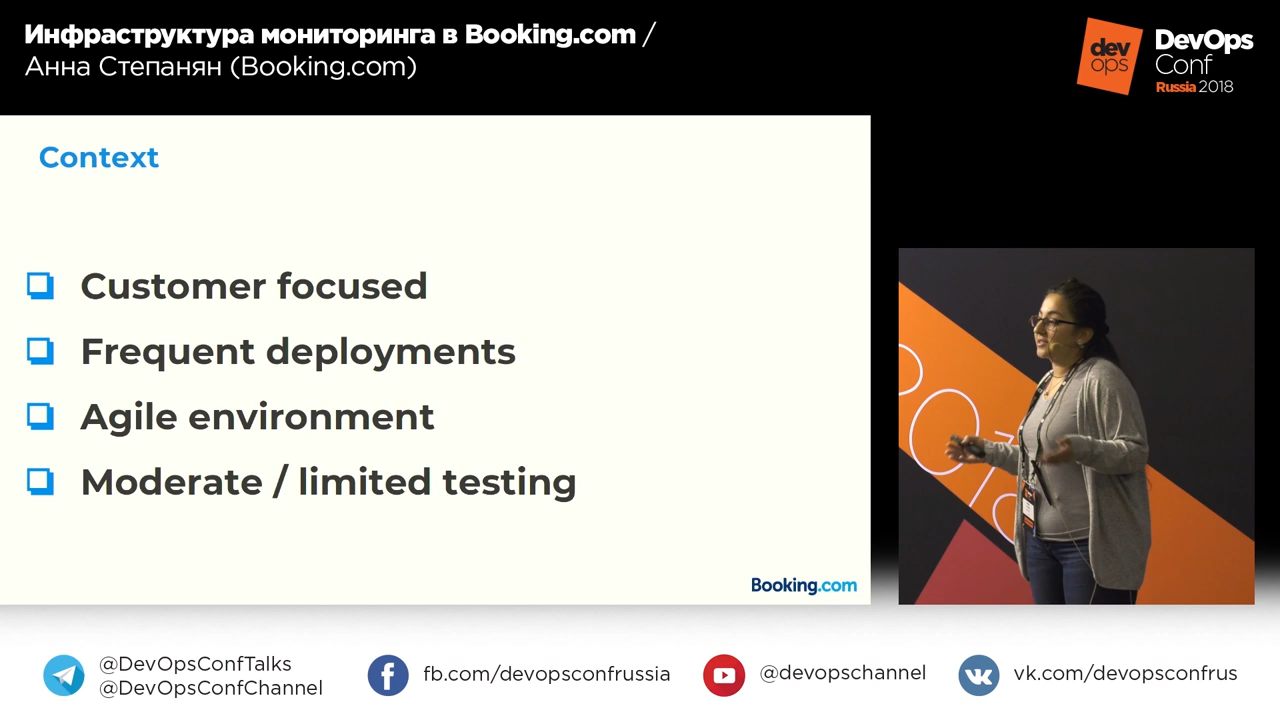 Инфраструктура мониторинга в Booking.com /
Анна Степанян (Booking.com)
dev
ops
DevOps
Conf
Russia 2018
Context
Customer focused
Frequent deployments
Agile environment
Moderate / limited testing
Booking.com
@DevOpsConfTalks
@DevOpsConfChannel
fb.com/devopsconfrussia
@devopschannel
vk.com/devopsconfrus